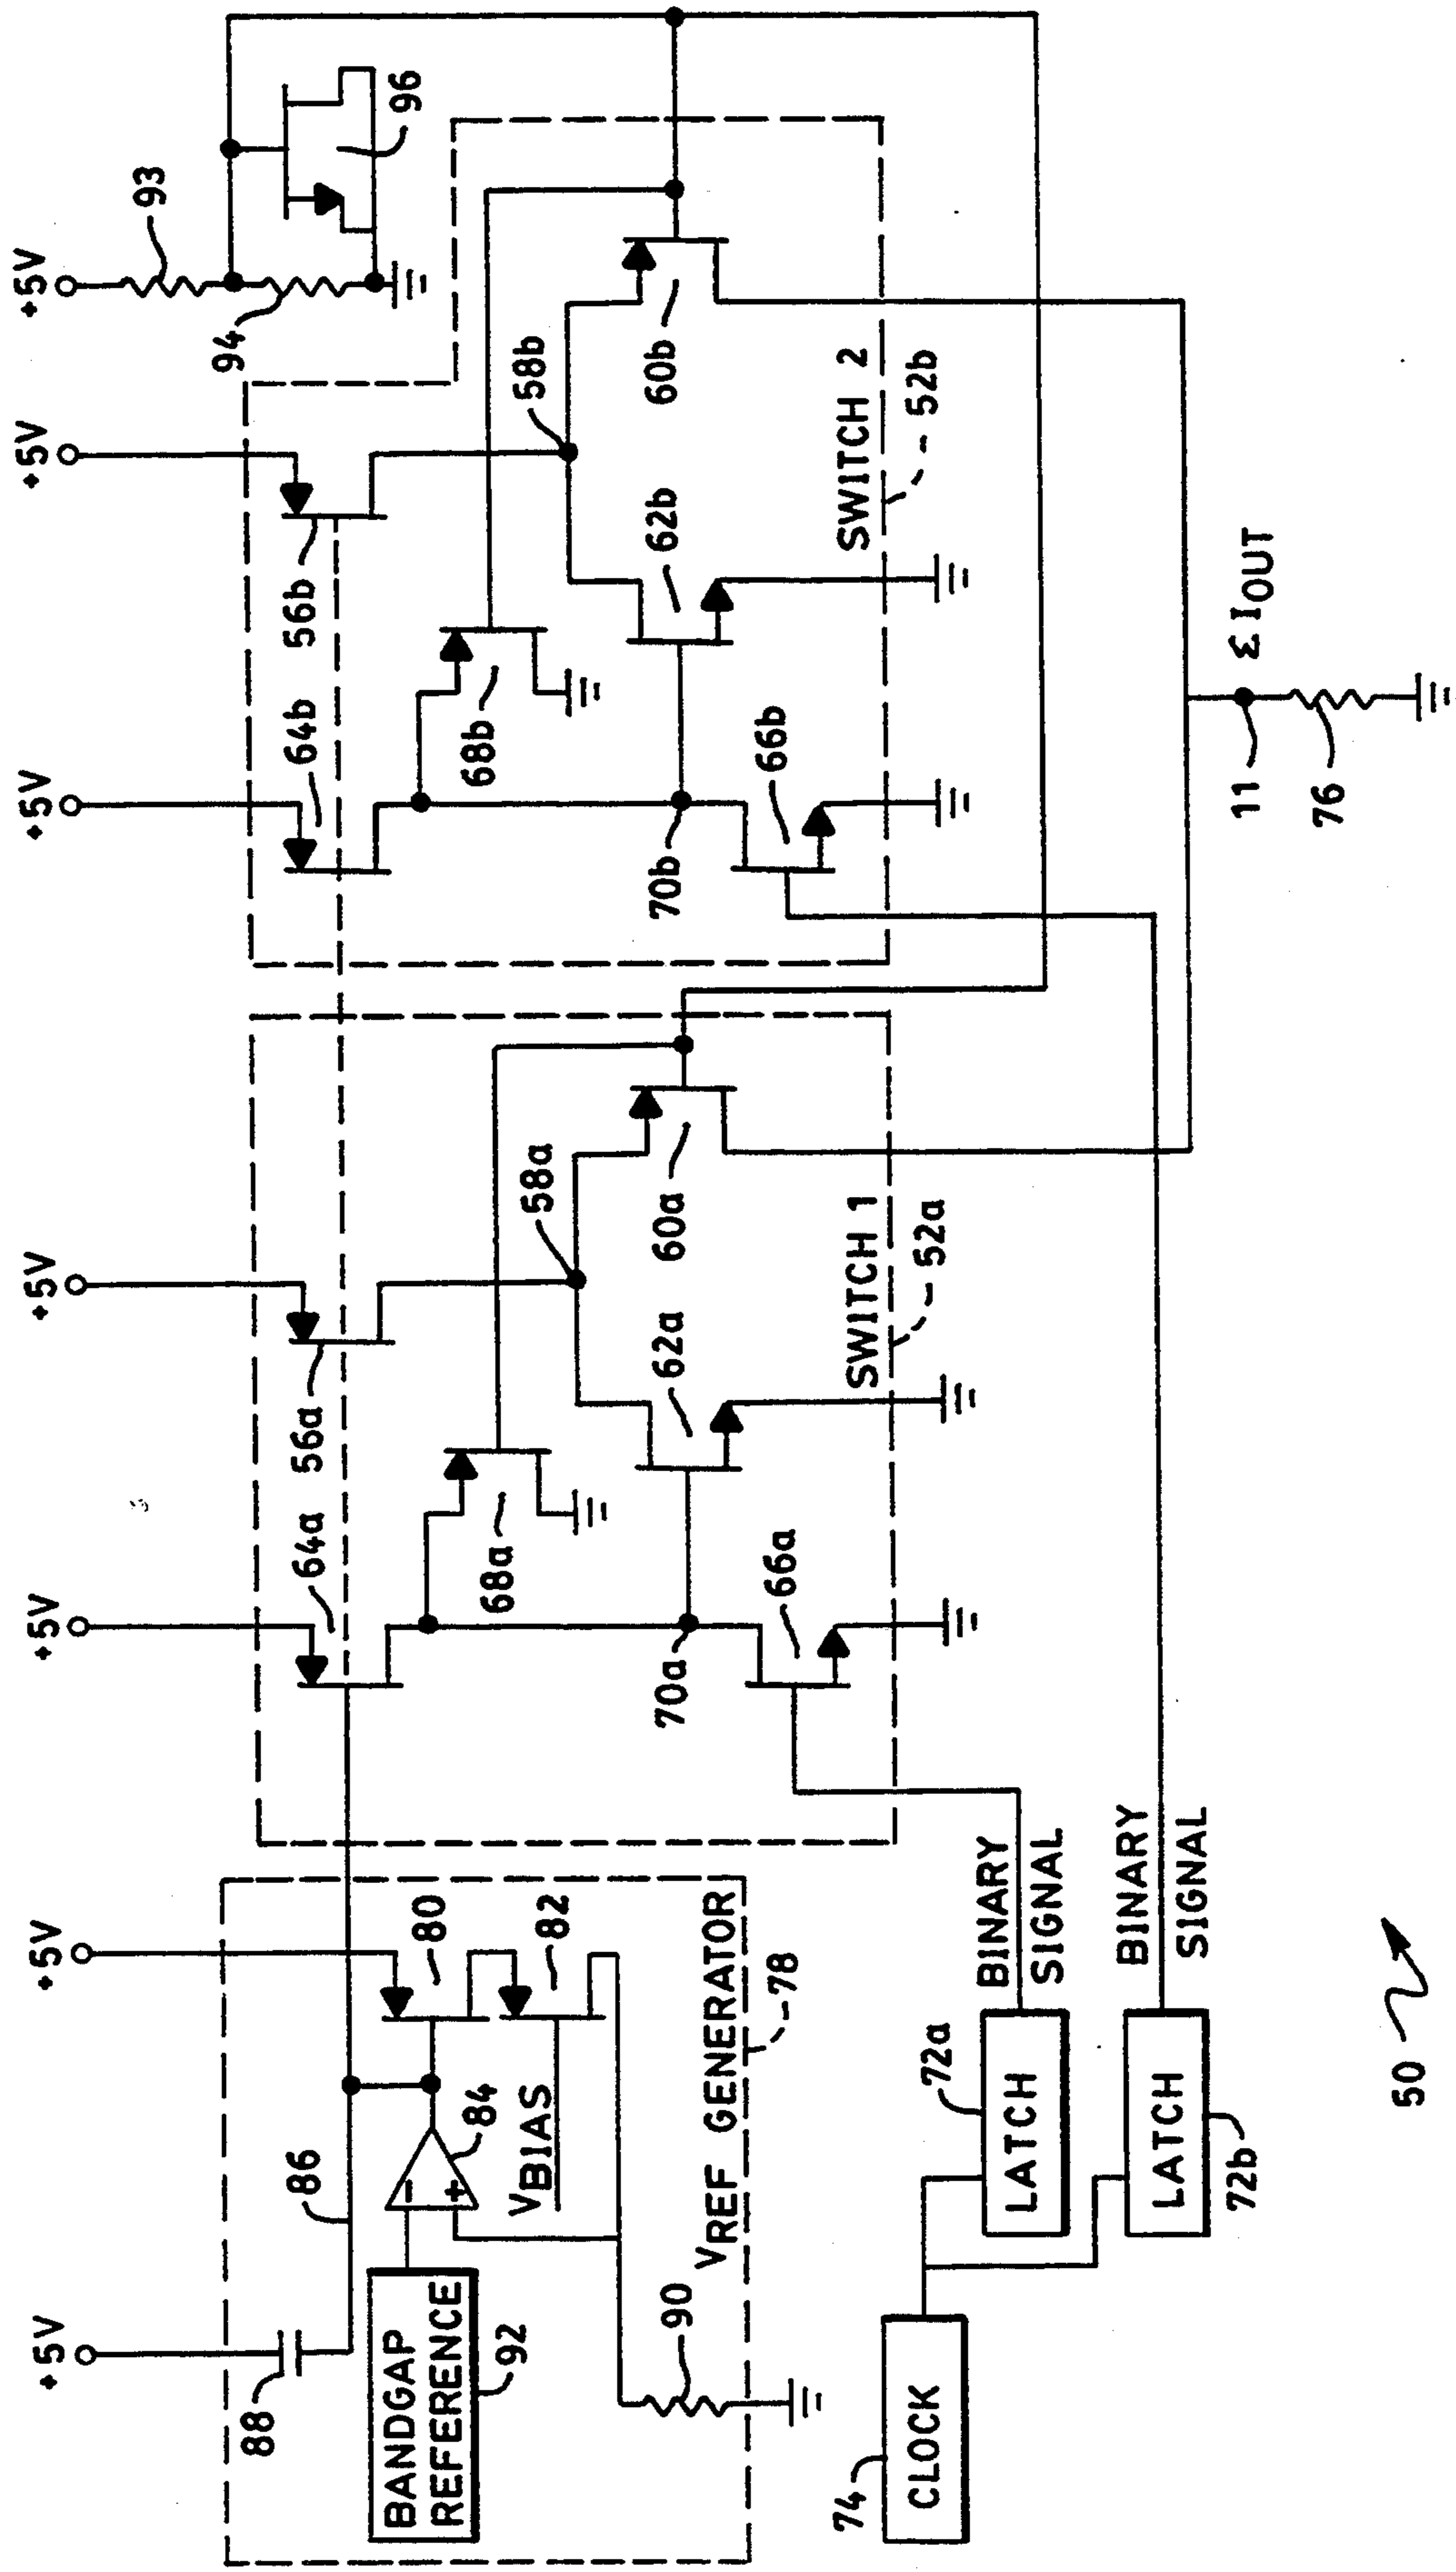 +5V
+5V
+5V
+5V
+5V
+5V
+5V
88
86
84
80
82
64a
56a
64b
56b
94
93
96
BANDGAP
REFERENCE
92
VBIAS
90
VREF GENERATOR
78
68a
58a
62a
60a
70a
66a
SWITCH 1
52a
68b
58b
62b
60b
70b
66b
SWITCH 2
52b
74
CLOCK
72a
LATCH
BINARY
SIGNAL
LATCH
72b
BINARY
SIGNAL
11
Σ IOUT
76
50